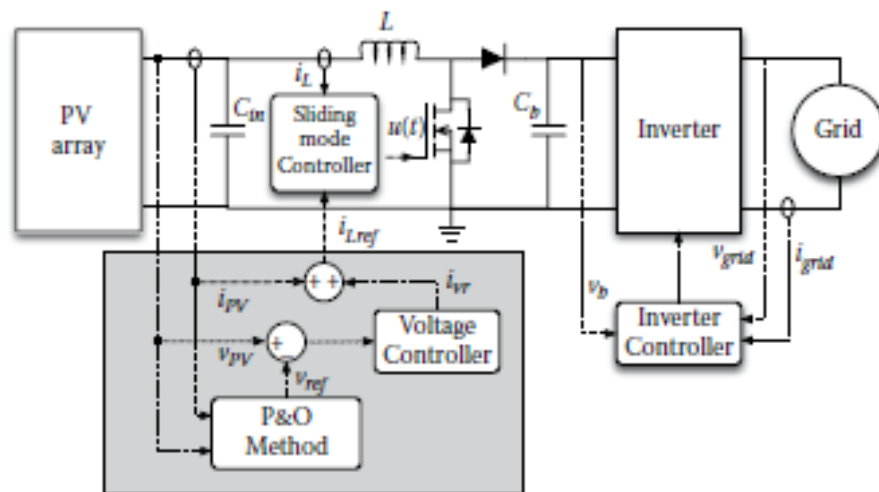 L
PV
array
C_in
i_L
Sliding
mode
Controller
u(t)
C_b
Inverter
Grid
i_Lref
v_grid
i_grid
+ +
i_vr
i_PV
v_b
Voltage
Controller
Inverter
Controller
+
−
v_PV
v_ref
P&O
Method